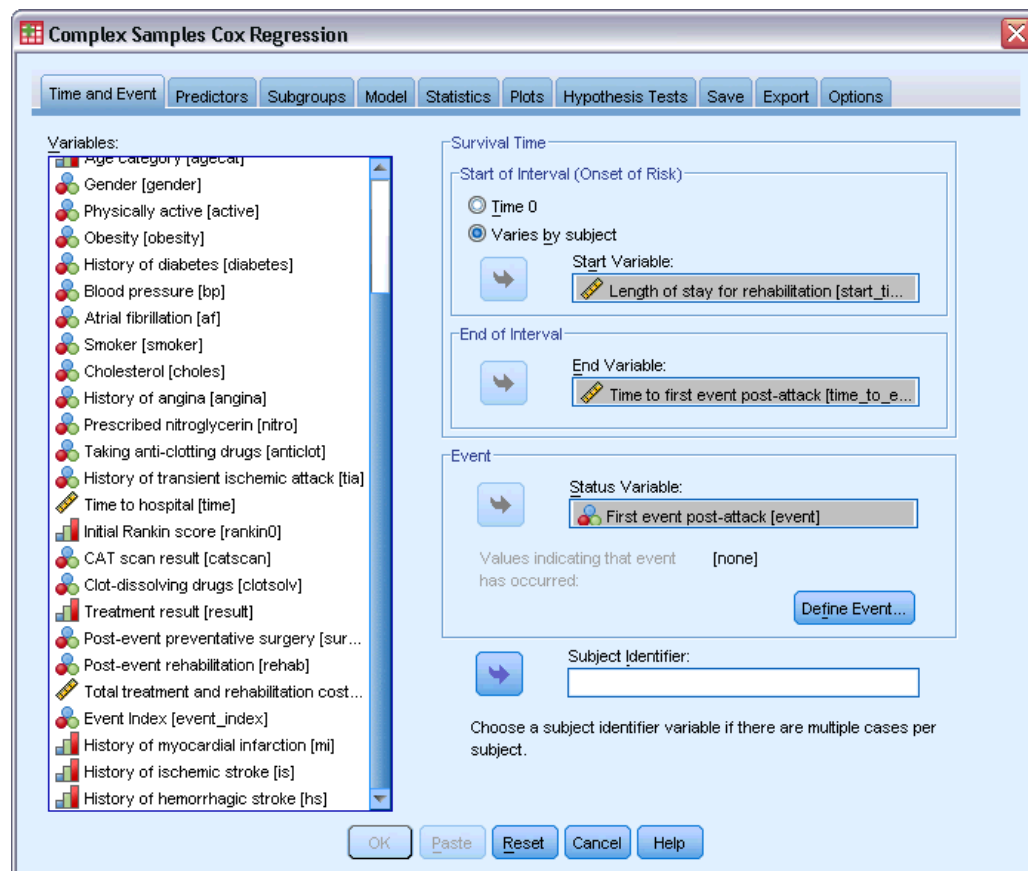 Complex Samples Cox Regression
Time and Event Predictors Subgroups Model Statistics Plots Hypothesis Tests Save Export Options
Variables:
Age category [agecat]
Gender [gender]
Physically active [active]
Obesity [obesity]
History of diabetes [diabetes]
Blood pressure [bp]
Atrial fibrillation [af]
Smoker [smoker]
Cholesterol [choles]
History of angina [angina]
Prescribed nitroglycerin [nitro]
Taking anti-clotting drugs [anticlot]
History of transient ischemic attack [tia]
Time to hospital [time]
Initial Rankin score [rankin0]
CAT scan result [catscan]
Clot-dissolving drugs [clotsolv]
Treatment result [result]
Post-event preventative surgery [sur...
Post-event rehabilitation [rehab]
Total treatment and rehabilitation cost...
Event Index [event_index]
History of myocardial infarction [mi]
History of ischemic stroke [is]
History of hemorrhagic stroke [hs]
Survival Time
Start of Interval (Onset of Risk)
Time 0
Varies by subject
Start Variable:
Length of stay for rehabilitation [start_ti...
End of Interval
End Variable:
Time to first event post-attack [time_to_e...
Event
Status Variable:
First event post-attack [event]
Values indicating that event [none]
has occurred:
Define Event...
Subject Identifier:
Choose a subject identifier variable if there are multiple cases per
subject.
OK Paste Reset Cancel Help